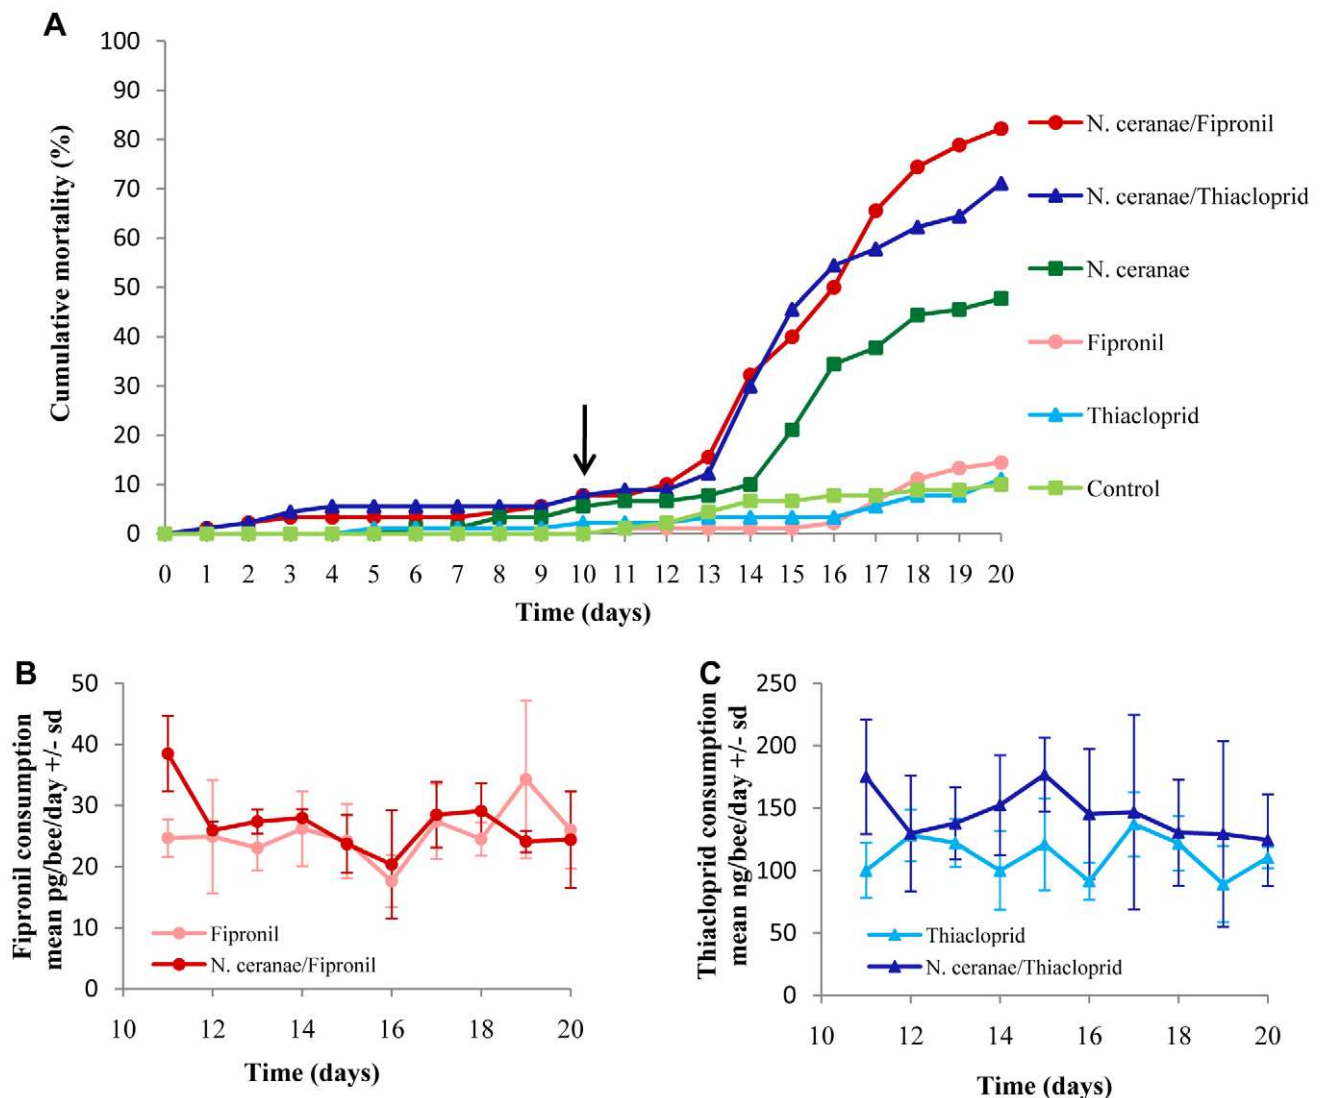 A
100
90
80
70
60
50
40
30
20
10
0
Cumulative mortality (%)
0 1 2 3 4 5 6 7 8 9 10 11 12 13 14 15 16 17 18 19 20
Time (days)
N. ceranae/Fipronil
N. ceranae/Thiacloprid
N. ceranae
Fipronil
Thiacloprid
Control
B
50
40
30
20
10
0
Fipronil consumption
mean pg/bee/day +/- sd
Fipronil
N. ceranae/Fipronil
10 12 14 16 18 20
Time (days)
C
250
200
150
100
50
0
Thiacloprid consumption
mean ng/bee/day +/- sd
Thiacloprid
N. ceranae/Thiacloprid
10 12 14 16 18 20
Time (days)